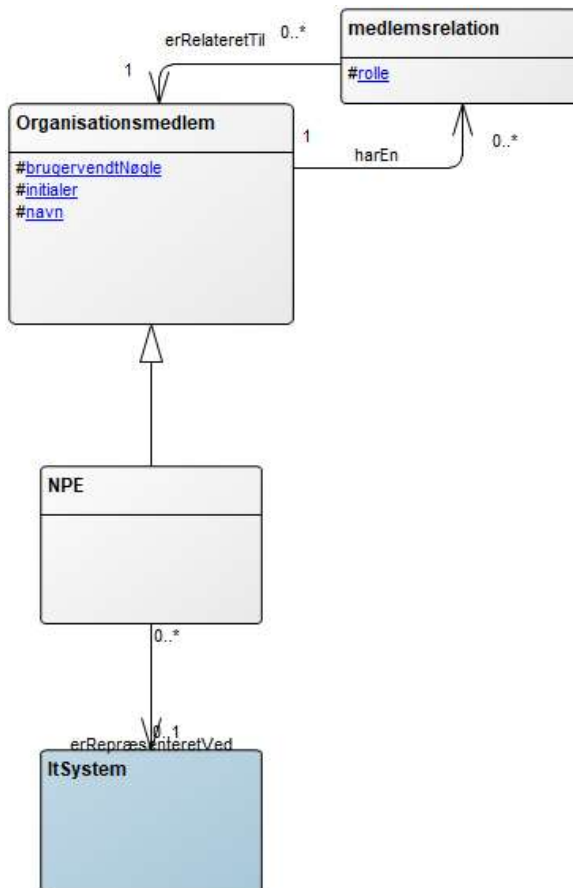 medlemsrelation
#rolle
erRelateretTil
0..*
1
Organisationsmedlem
#brugervendtNøgle
#initialer
#navn
1
harEn
0..*
NPE
0..*
0..1
erRepræsenteretVed
ItSystem